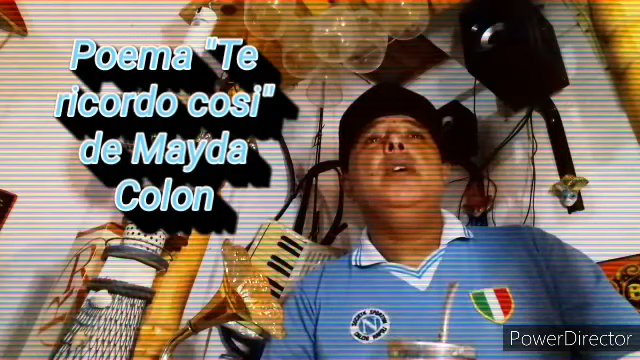 Poema "Te
ricordo cosi"
de Mayda
Colon
N
PowerDirector